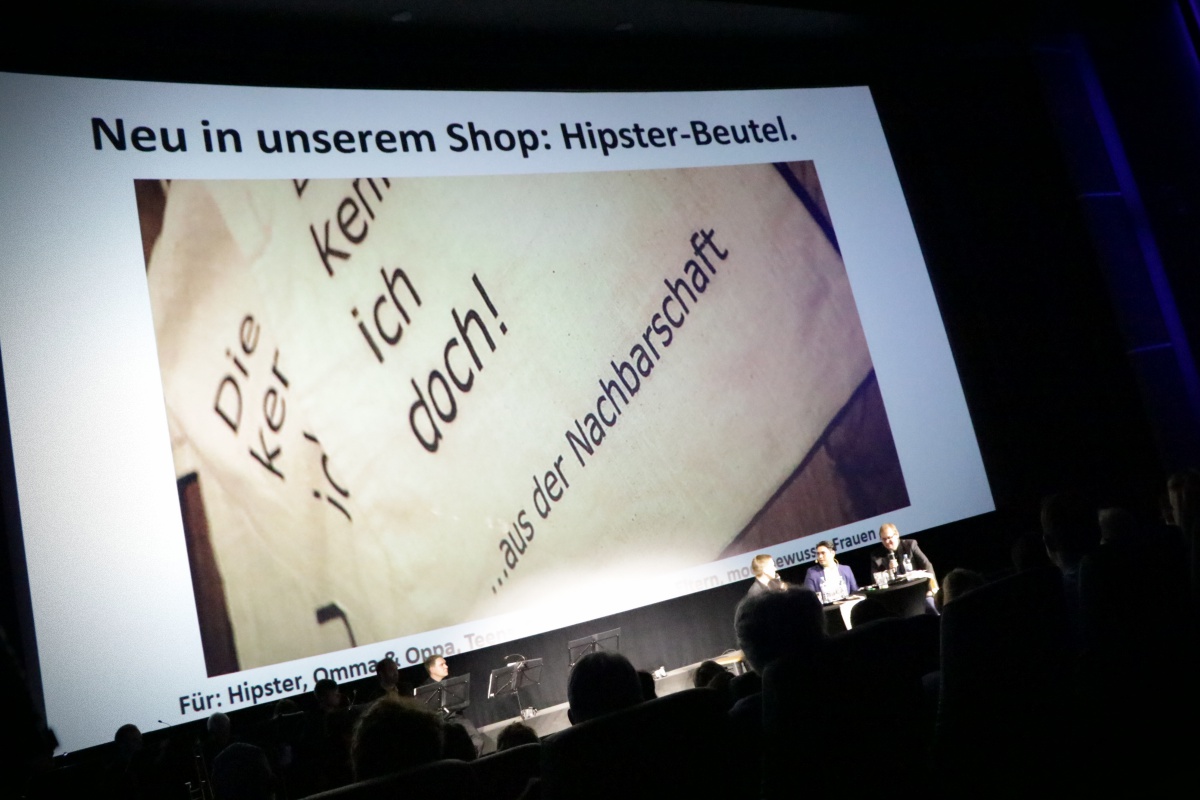 Neu in unserem Shop: Hipster-Beutel.
kenn
ich
doch!
...aus der Nachbarschaft
Die
ker
Für: Hipster, Omma & Oppa, Frauen